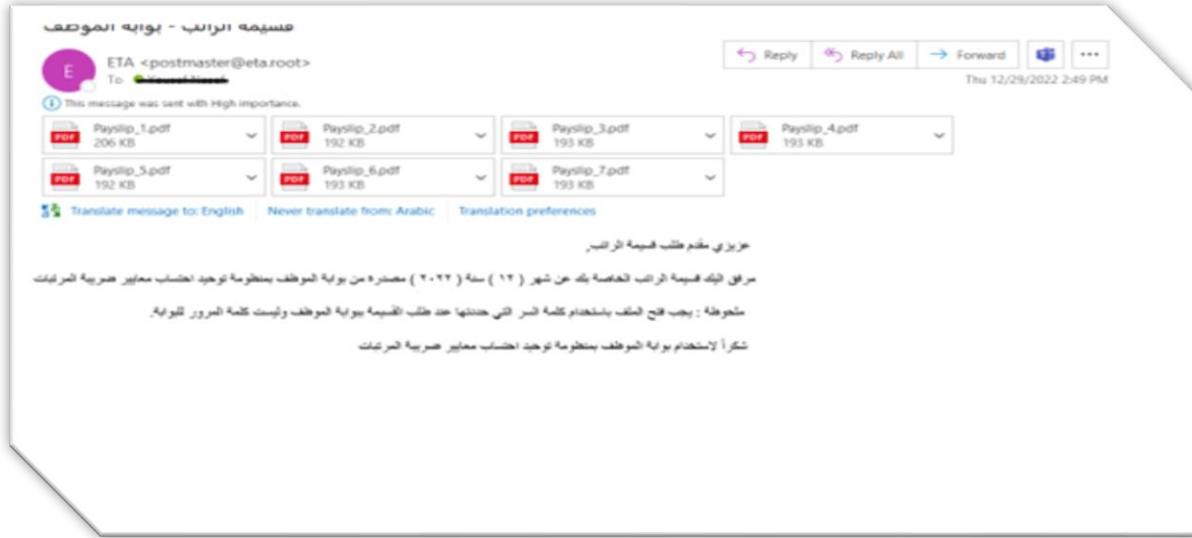 قسيمة الراتب - بوابة الموظف
E
ETA <postmaster@eta.root>
To
Reply
Reply All
Forward
Thu 12/29/2022 2:49 PM
This message was sent with High importance.
Payslip_1.pdf
206 KB
Payslip_2.pdf
192 KB
Payslip_3.pdf
193 KB
Payslip_4.pdf
193 KB
Payslip_5.pdf
192 KB
Payslip_6.pdf
193 KB
Payslip_7.pdf
193 KB
Translate message to: English
Never translate from: Arabic
Translation preferences
عزيزي مقدم طلب قسيمة الراتب,
مرفق اليك قسيمة الراتب الخاصة بك عن شهر ( ١٢ ) سنة ( ٢٠٢٢ ) مصدره من بوابة الموظف بمنظومة توحيد احتساب معايير ضريبة المرتبات
ملحوظة : يجب فتح الملف باستخدام كلمة السر التي حددتها عند طلب القسيمة ببوابة الموظف وليست كلمة المرور للبوابة.
شكراً لاستخدام بوابة الموظف بمنظومة توحيد احتساب معايير ضريبة المرتبات